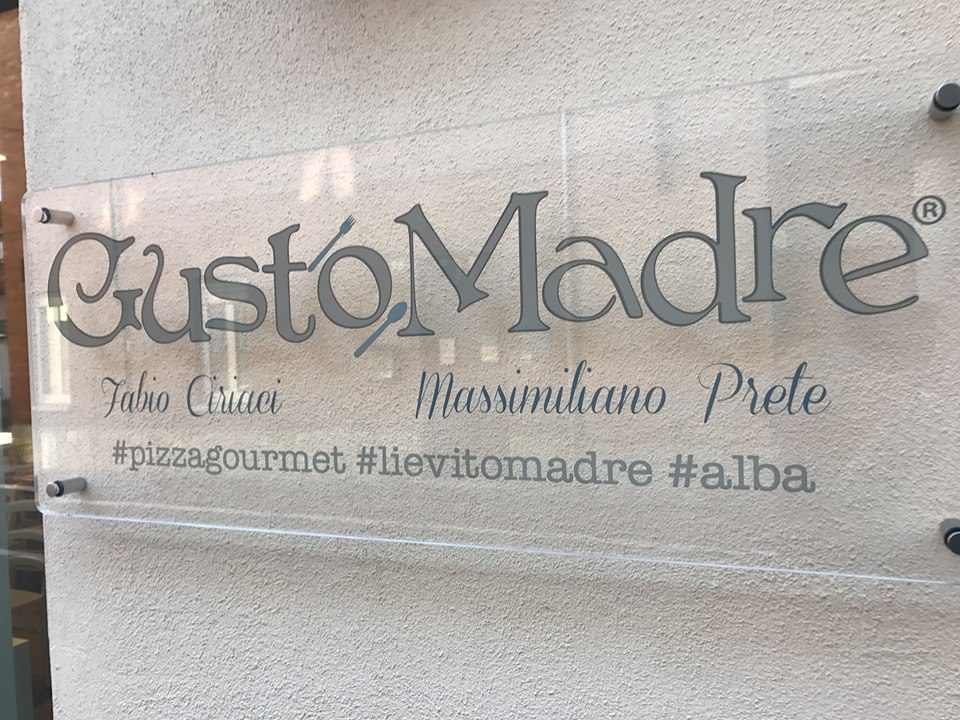 GustoMadre®
Fabio Ciriaci Massimiliano Prete
#pizzagourmet #lievitomadre #alba